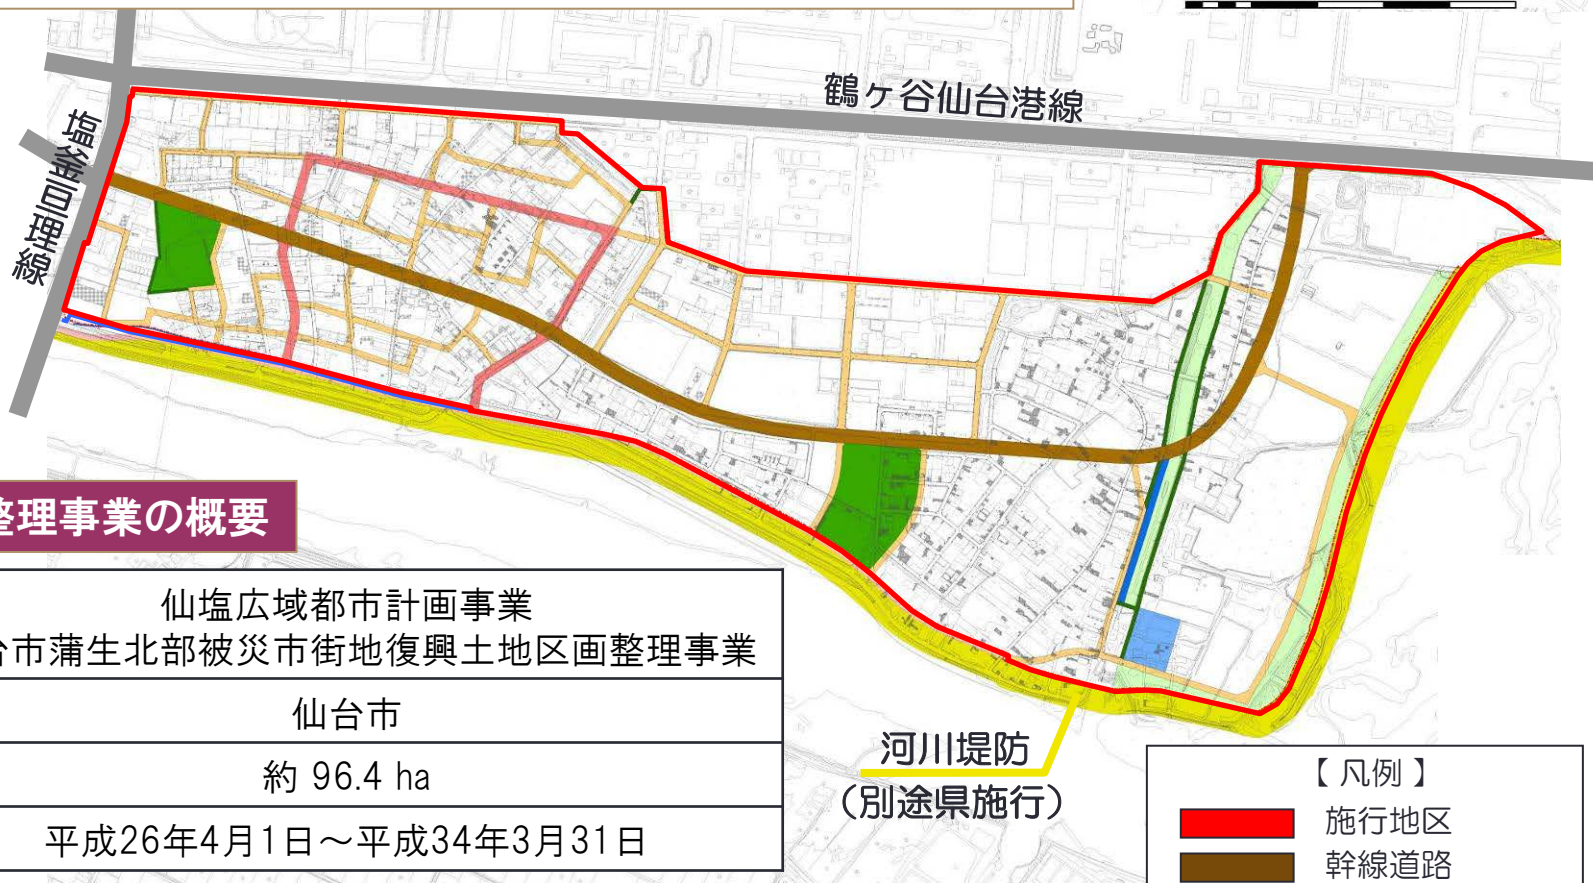 鶴ヶ谷仙台港線
塩釜亘理線
整理事業の概要
仙塩広域都市計画事業
台市蒲生北部被災市街地復興土地区画整理事業
仙台市
約 96.4 ha
平成26年4月1日～平成34年3月31日
河川堤防
（別途県施行）
【 凡例 】
施行地区
幹線道路